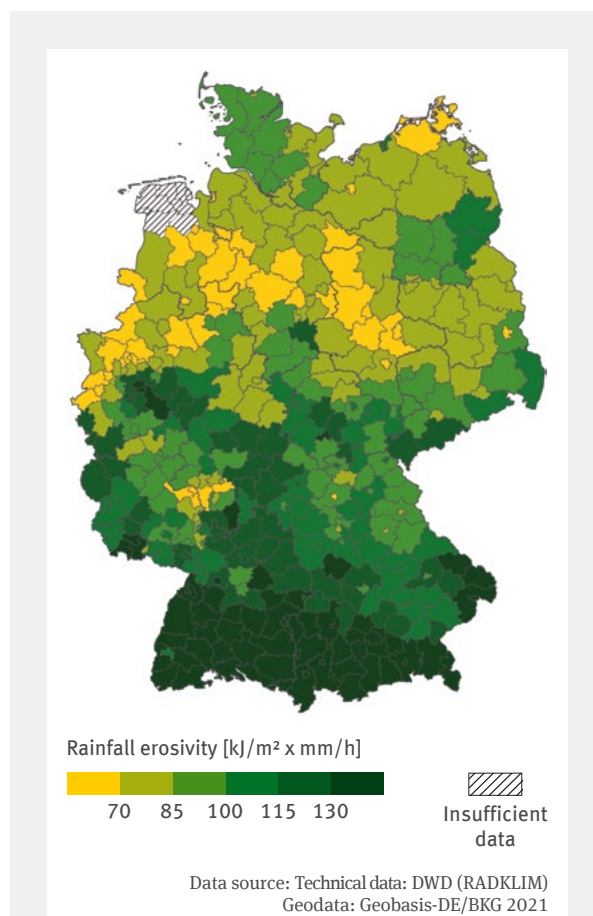 Rainfall erosivity [kJ/m² x mm/h]
70 85 100 115 130
Insufficient
data
Data source: Technical data: DWD (RADKLIM)
Geodata: Geobasis-DE/BKG 2021